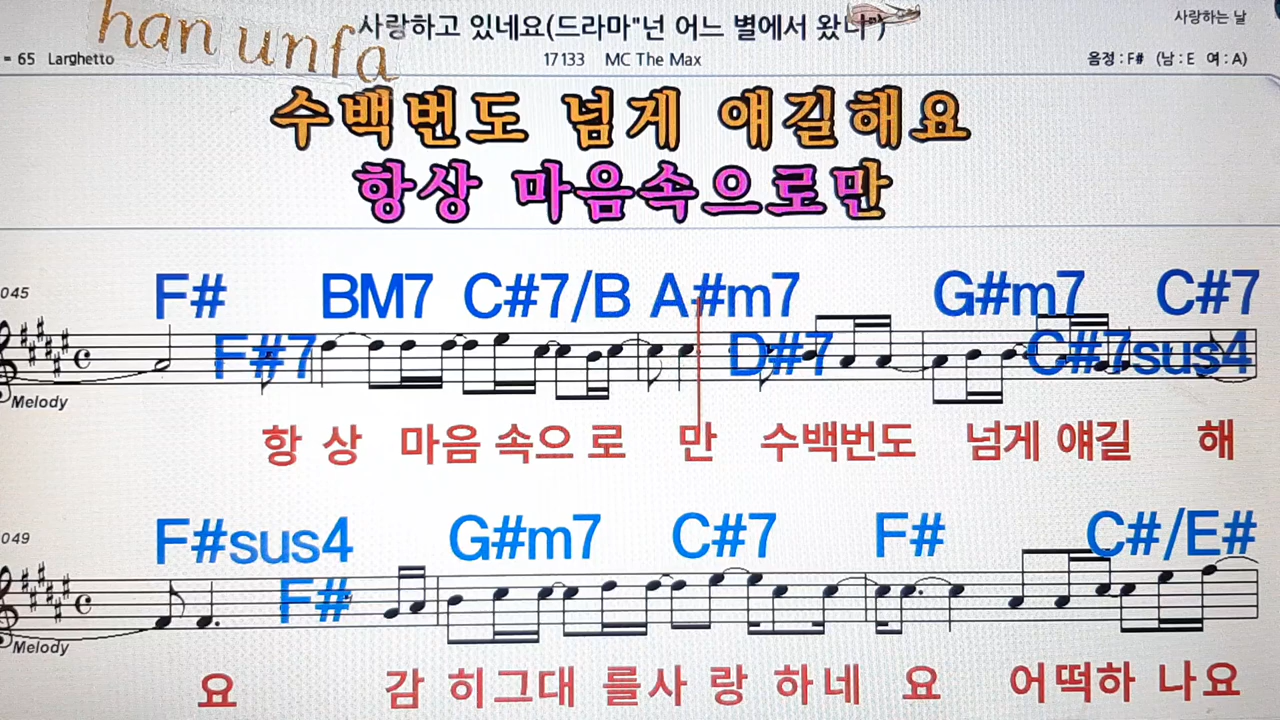 han unfa
사랑하고 있네요(드라마"넌 어느 별에서 왔니")
사랑하는 날
= 65 Larghetto
17133 MC The Max
음정 : F# (남 : E 여 : A)
수백번도 넘게 얘길해요
항상 마음속으로만
045
F# BM7 C#7/B A#m7 G#m7 C#7
F#7 D#7 C#7sus4
Melody
항 상 마음 속으 로 만 수백번도 넘게 얘길 해
049
F#sus4 G#m7 C#7 F# C#/E#
F#
Melody
요 감 히그대 를사 랑 하네 요 어떡하 나요